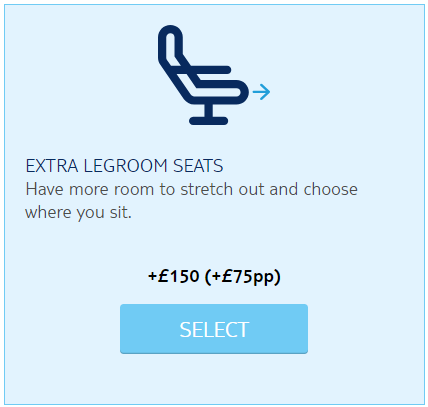 EXTRA LEGROOM SEATS
Have more room to stretch out and choose
where you sit.
+£150 (+£75pp)
SELECT